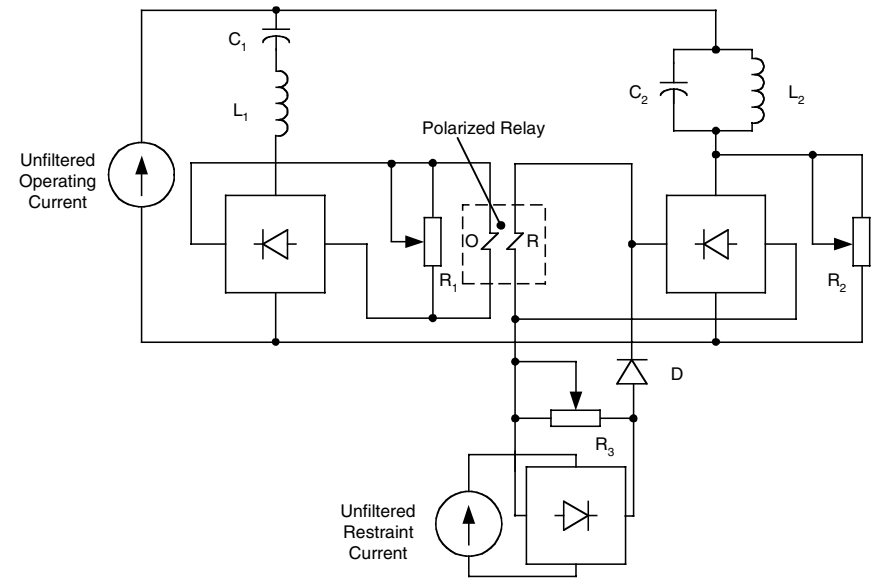 C1
L1
C2
L2
Polarized Relay
Unfiltered
Operating
Current
O
R
R1
R2
D
R3
Unfiltered
Restraint
Current